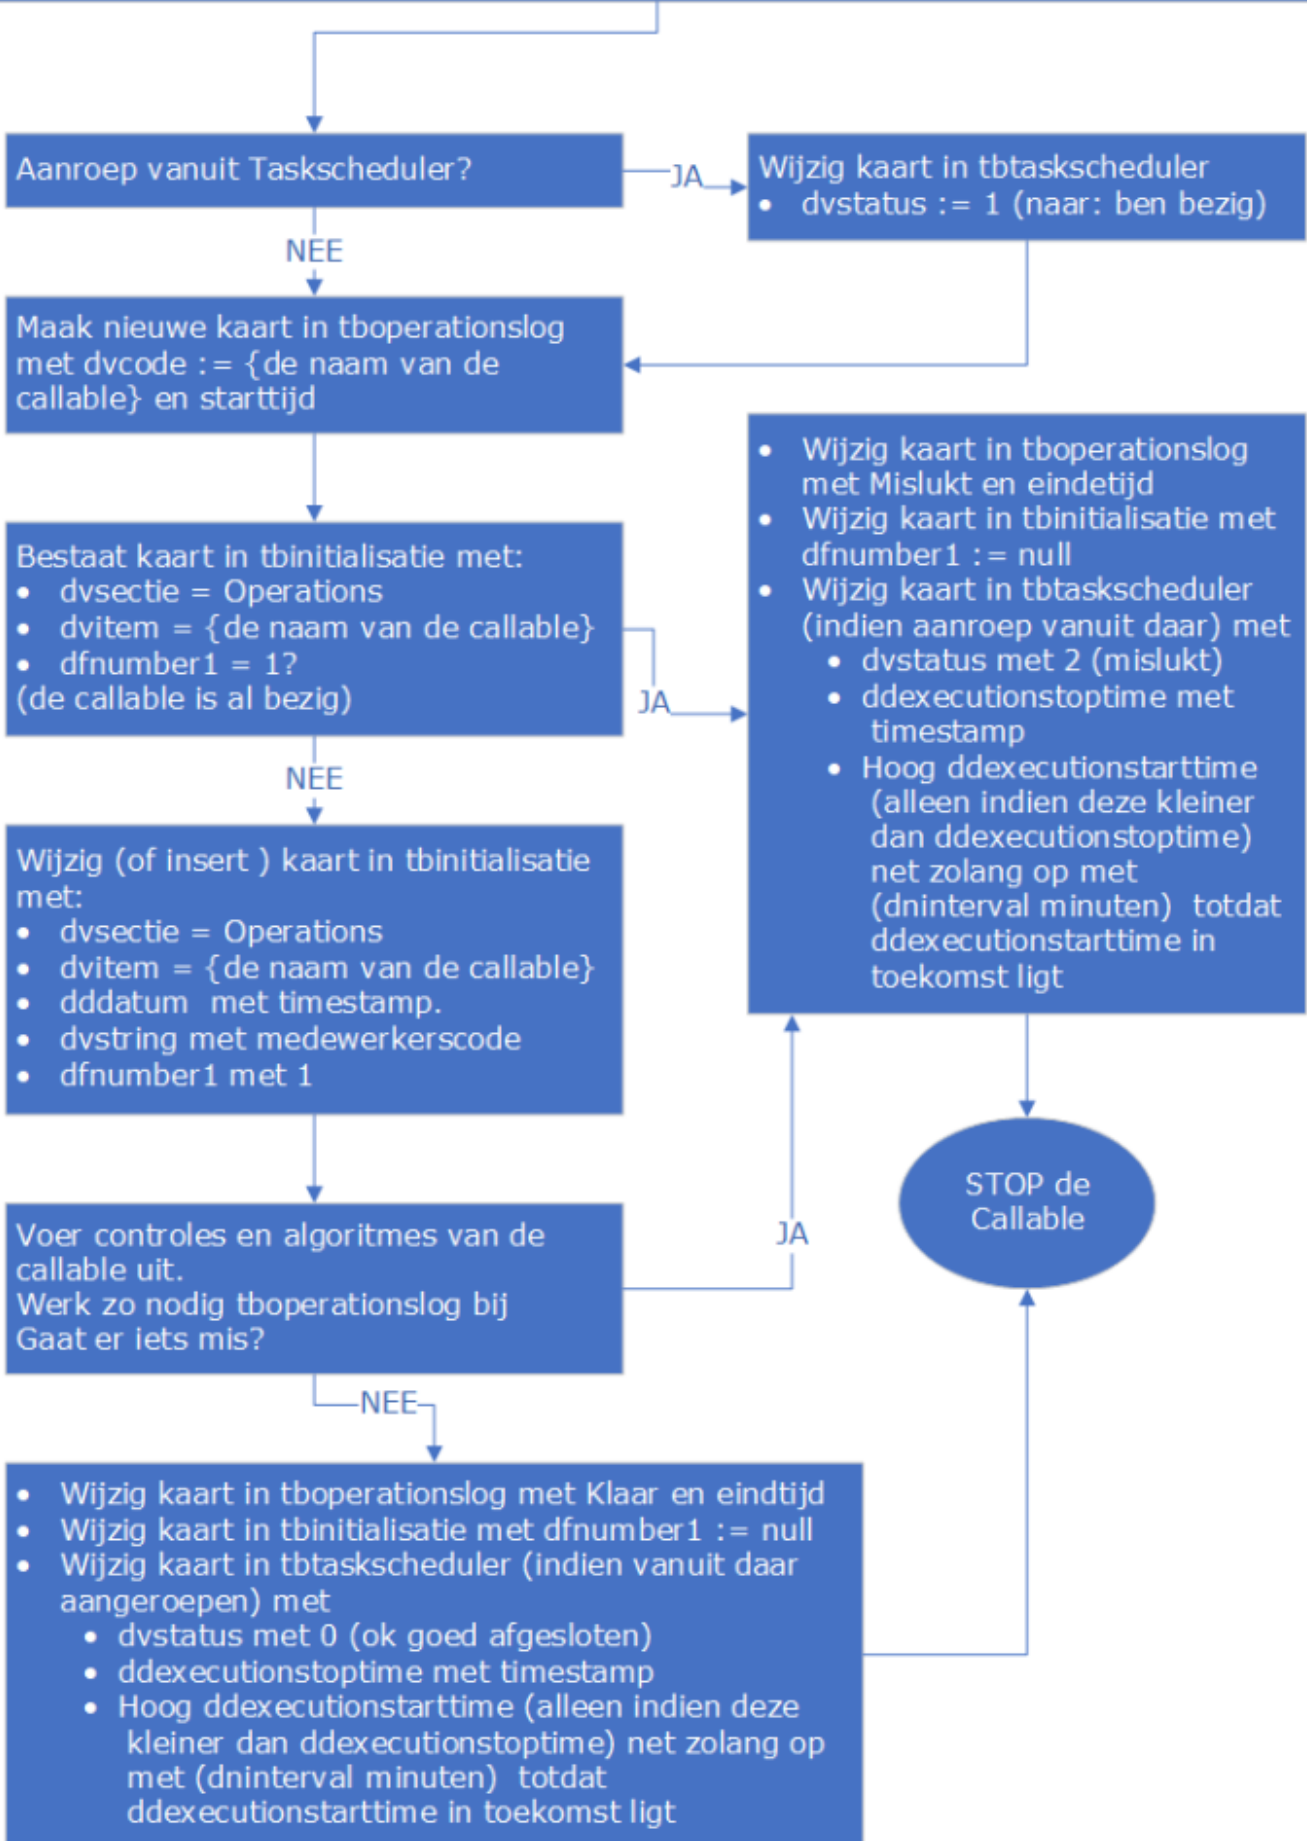 Aanroep vanuit Taskscheduler?
JA
Wijzig kaart in tbtaskscheduler
• dvstatus := 1 (naar: ben bezig)
NEE
Maak nieuwe kaart in tboperationslog
met dvcode := {de naam van de
callable} en starttijd
Bestaat kaart in tbinitialisatie met:
• dvsectie = Operations
• dvitem = {de naam van de callable}
• dfnumber1 = 1?
(de callable is al bezig)
JA
• Wijzig kaart in tboperationslog
met Mislukt en eindetijd
• Wijzig kaart in tbinitialisatie met
dfnumber1 := null
• Wijzig kaart in tbtaskscheduler
(indien aanroep vanuit daar) met
• dvstatus met 2 (mislukt)
• ddexecutionstoptime met
timestamp
• Hoog ddexecutionstarttime
(alleen indien deze kleiner
dan ddexecutionstoptime)
net zolang op met
(dninterval minuten) totdat
ddexecutionstarttime in
toekomst ligt
NEE
Wijzig (of insert ) kaart in tbinitialisatie
met:
• dvsectie = Operations
• dvitem = {de naam van de callable}
• dddatum met timestamp.
• dvstring met medewerkerscode
• dfnumber1 met 1
Voer controles en algoritmes van de
callable uit.
Werk zo nodig tboperationslog bij
Gaat er iets mis?
JA
STOP de
Callable
NEE
• Wijzig kaart in tboperationslog met Klaar en eindtijd
• Wijzig kaart in tbinitialisatie met dfnumber1 := null
• Wijzig kaart in tbtaskscheduler (indien vanuit daar
aangeroepen) met
• dvstatus met 0 (ok goed afgesloten)
• ddexecutionstoptime met timestamp
• Hoog ddexecutionstarttime (alleen indien deze
kleiner dan ddexecutionstoptime) net zolang op
met (dninterval minuten) totdat
ddexecutionstarttime in toekomst ligt